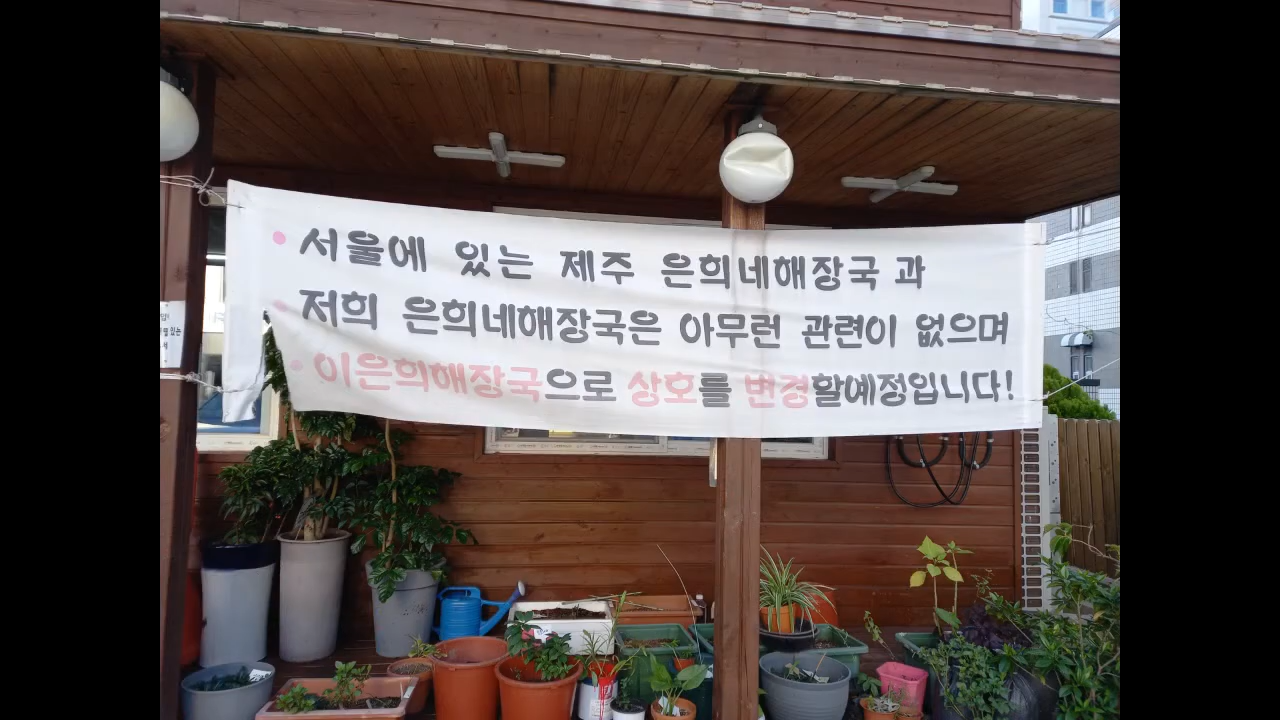 • 서울에 있는 제주 은희네해장국 과
• 저희 은희네해장국은 아무런 관련이 없으며
• 이은희해장국으로 상호를 변경할예정입니다!